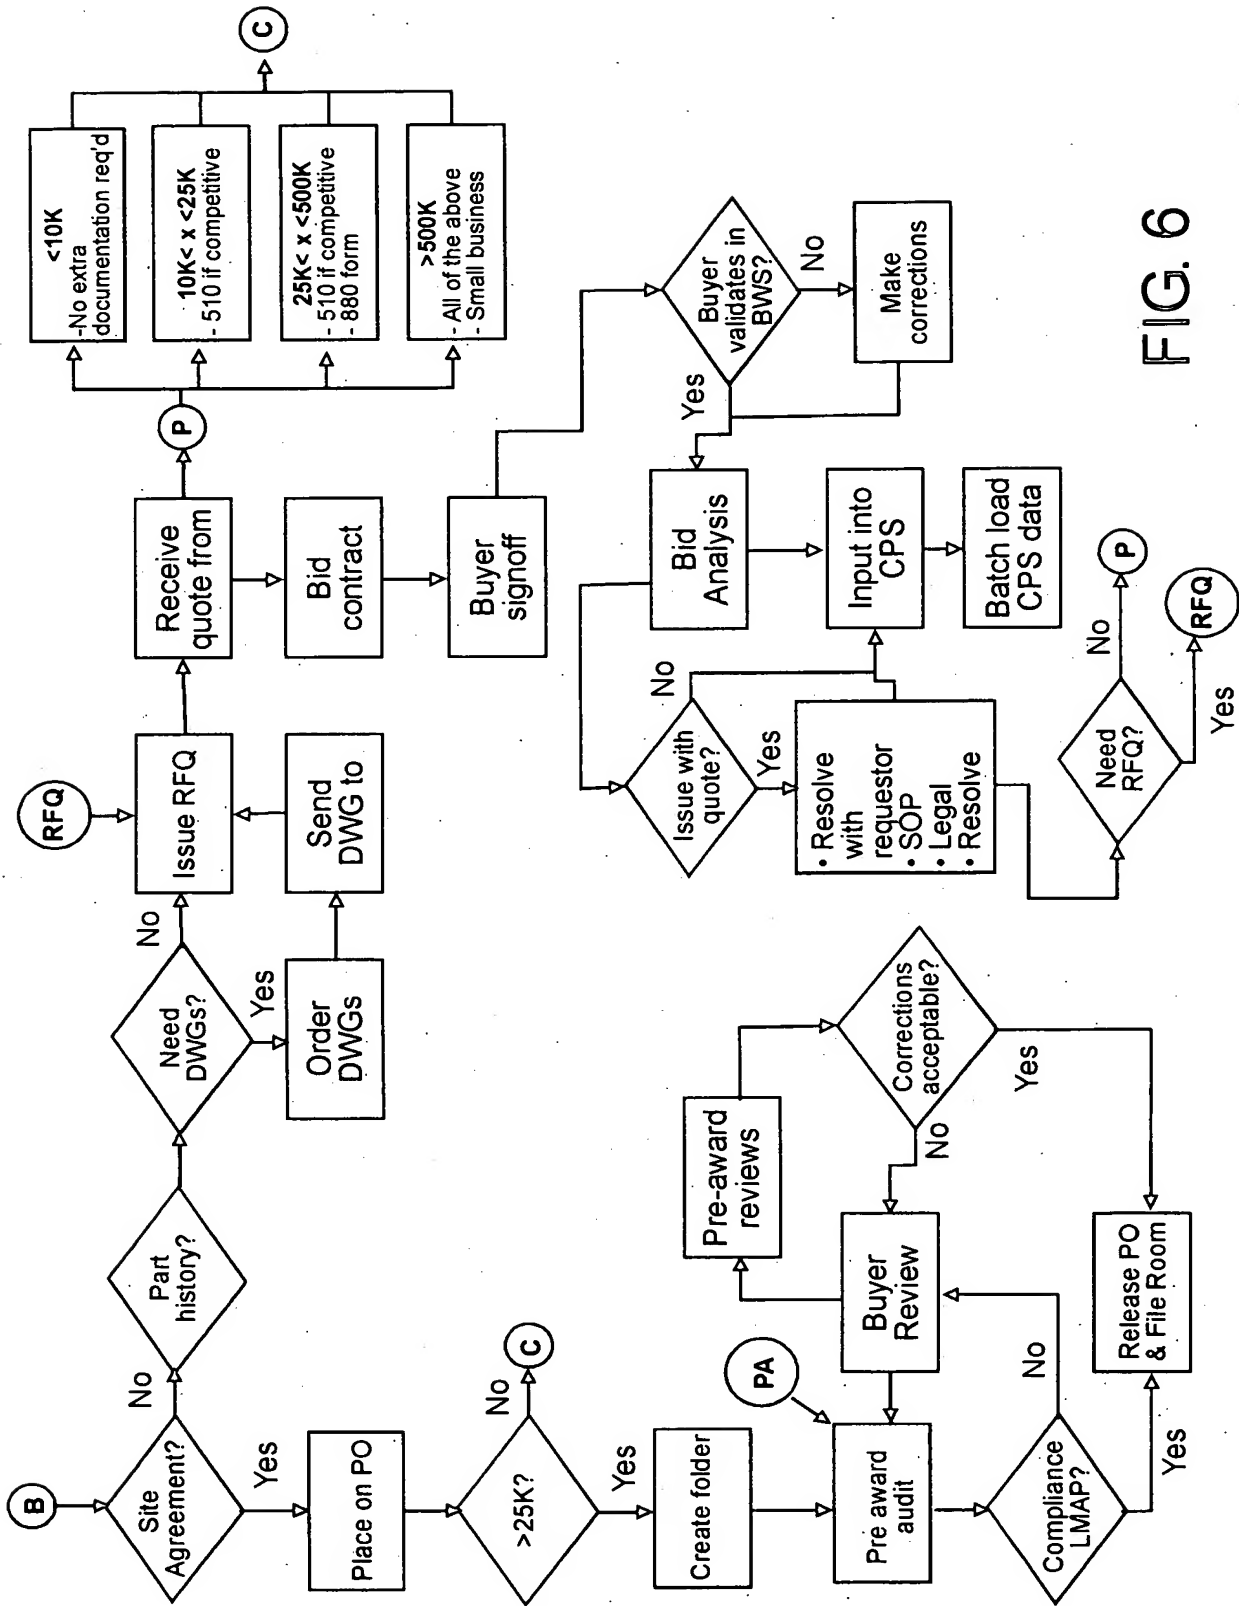 B
Site
Agreement?
No
Yes
Part
history?
Need
DWGs?
No
Yes
Order
DWGs
Send
DWG to
RFQ
Issue RFQ
Receive
quote from
P
<10K
-No extra
documentation req'd
10K< x <25K
- 510 if competitive
25K< x <500K
- 510 if competitive
- 880 form
>500K
- All of the above
- Small business
C
Bid
contract
Buyer
signoff
Place on PO
>25K?
No
C
Yes
Create folder
PA
Pre award
audit
Buyer
Review
Pre-award
reviews
Corrections
acceptable?
No
Yes
Compliance
LMAP?
No
Yes
Release PO
& File Room
Buyer
validates in
BWS?
Yes
No
Make
corrections
Bid
Analysis
Issue with
quote?
No
Yes
• Resolve
with
requestor
• SOP
• Legal
• Resolve
Input into
CPS
Batch load
CPS data
Need
RFQ?
No
P
Yes
RFQ
FIG. 6